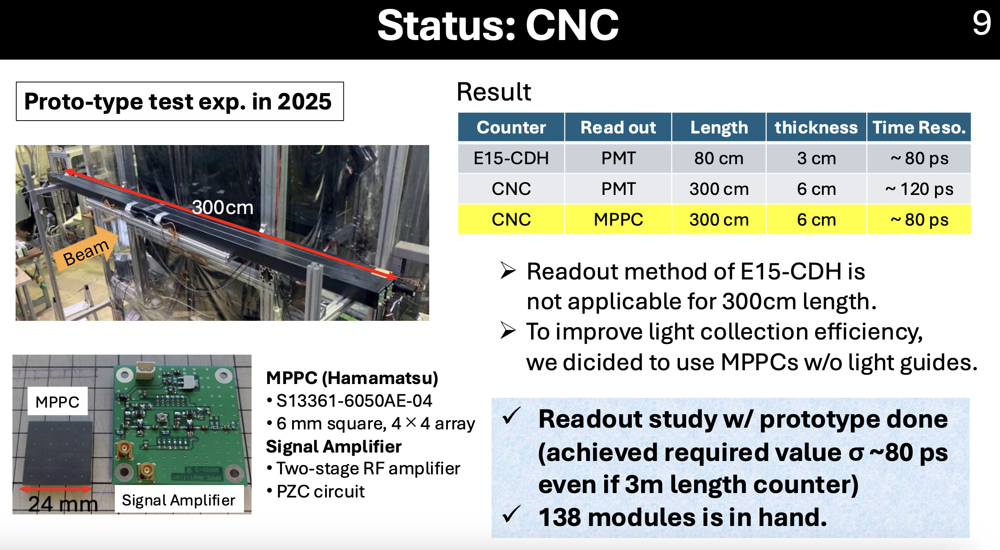 Status: CNC
9
Proto-type test exp. in 2025
300cm
Beam
MPPC
24 mm
Signal Amplifier
MPPC Amplifier
20031-3
MPPC (Hamamatsu)
• S13361-6050AE-04
• 6 mm square, 4×4 array
Signal Amplifier
• Two-stage RF amplifier
• PZC circuit
Result
Counter Read out Length thickness Time Reso.
E15-CDH PMT 80 cm 3 cm ~ 80 ps
CNC PMT 300 cm 6 cm ~ 120 ps
CNC MPPC 300 cm 6 cm ~ 80 ps
➢ Readout method of E15-CDH is
not applicable for 300cm length.
➢ To improve light collection efficiency,
we dicided to use MPPCs w/o light guides.
✓ Readout study w/ prototype done
(achieved required value σ ~80 ps
even if 3m length counter)
✓ 138 modules is in hand.